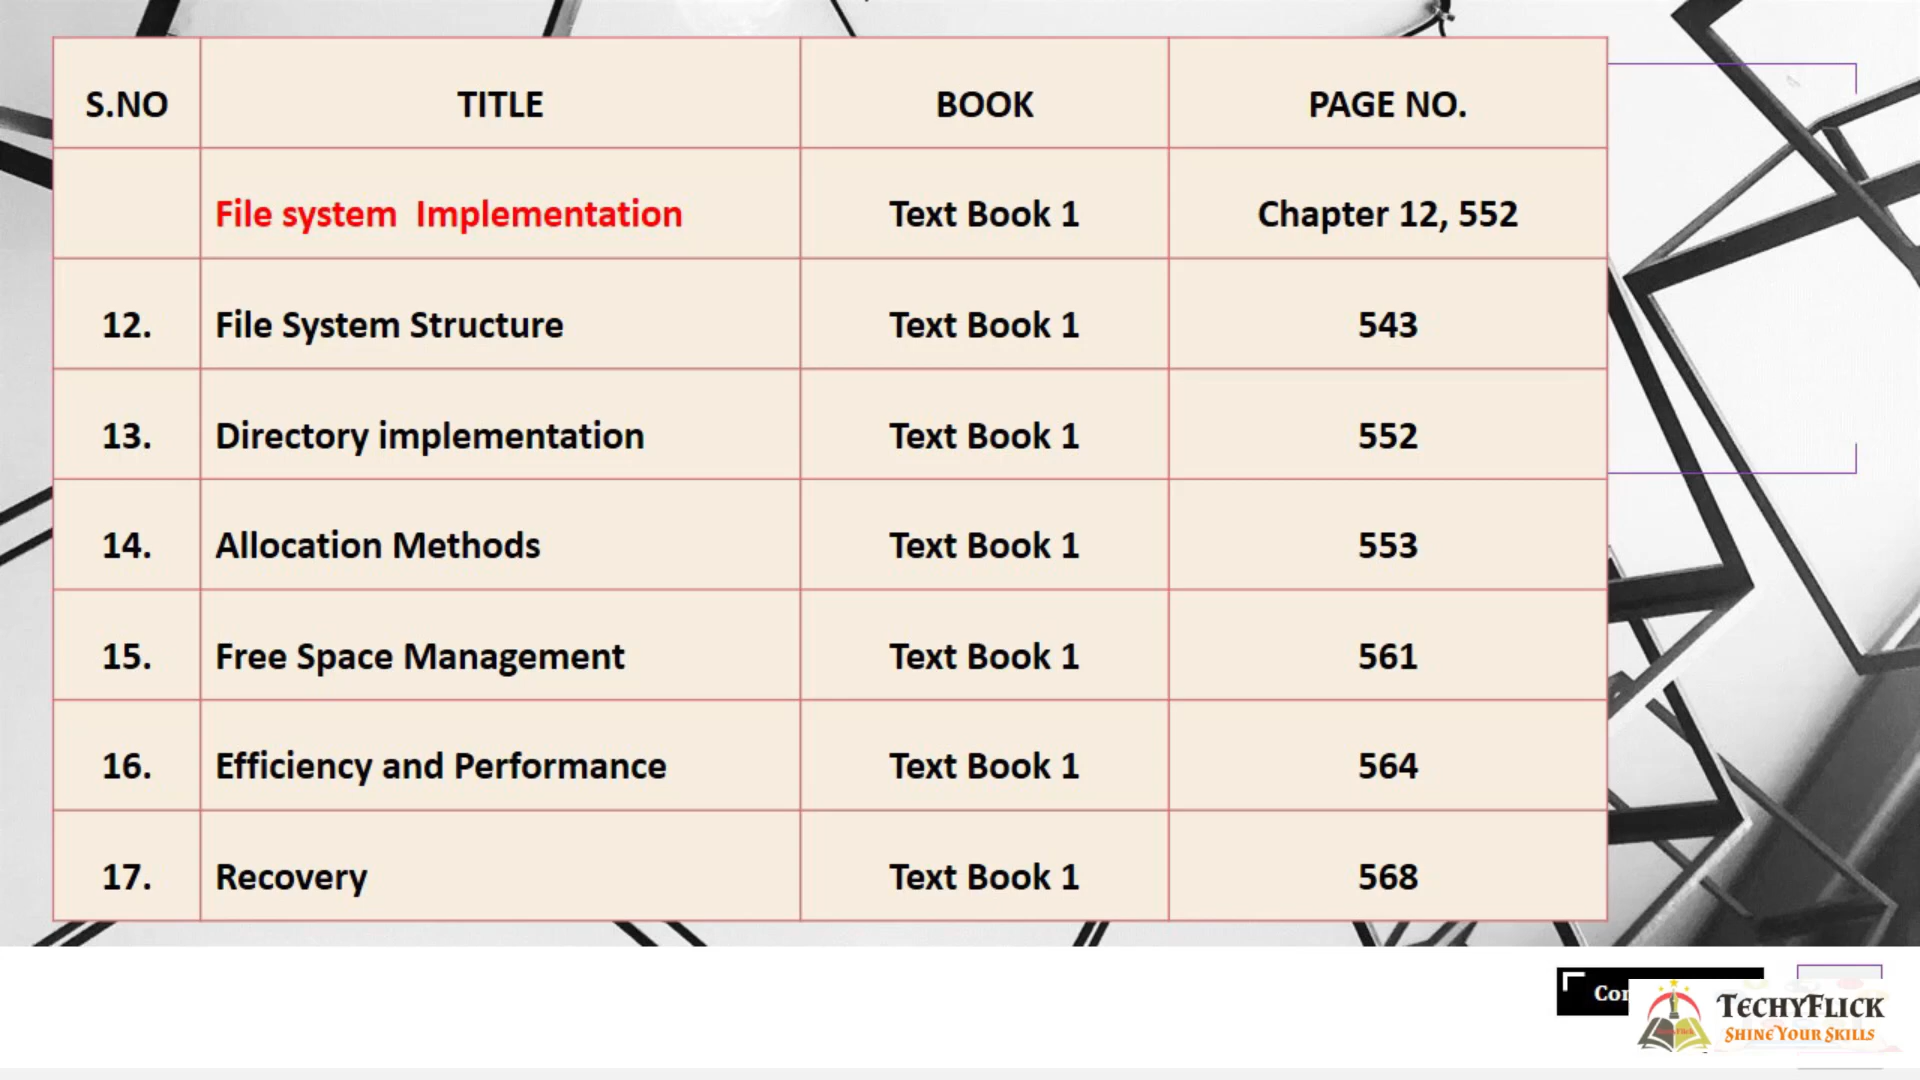 S.NO TITLE BOOK PAGE NO.
File system Implementation Text Book 1 Chapter 12, 552
12. File System Structure Text Book 1 543
13. Directory implementation Text Book 1 552
14. Allocation Methods Text Book 1 553
15. Free Space Management Text Book 1 561
16. Efficiency and Performance Text Book 1 564
17. Recovery Text Book 1 568
TECHYFLICK
SHINE YOUR SKILLS